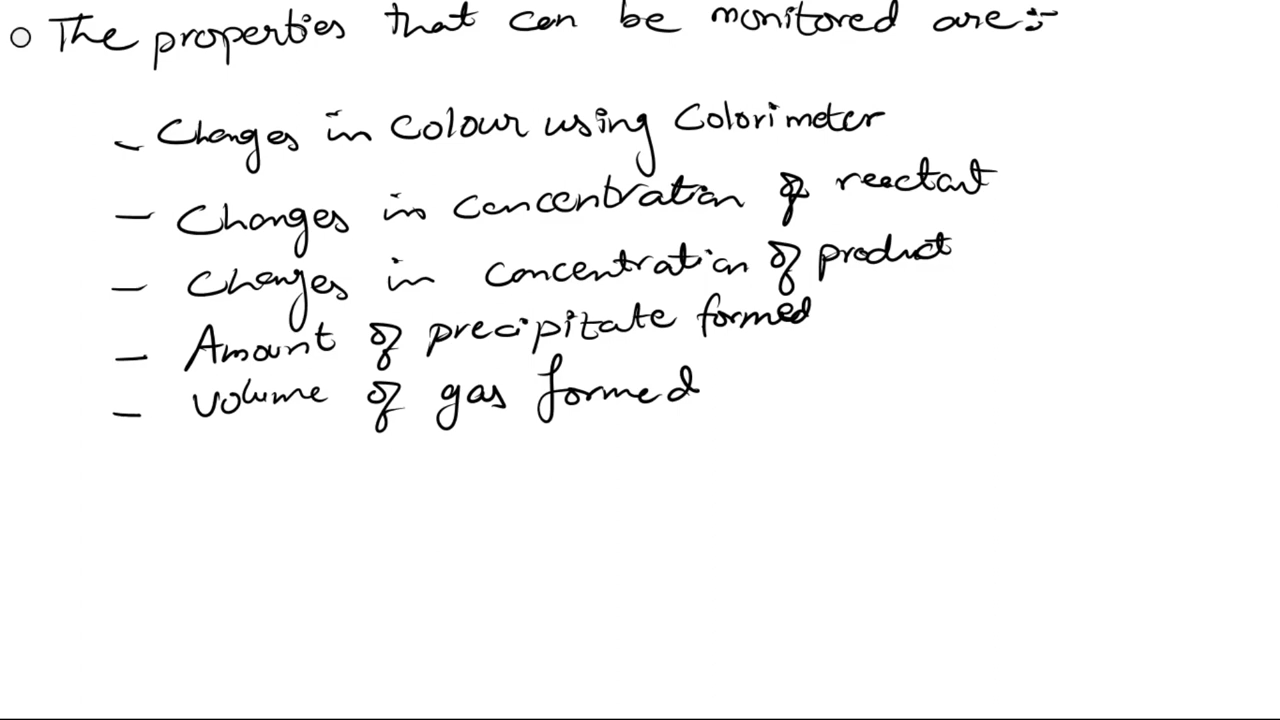 ○ The properties that can be monitored are:-
- Changes in colour using Colorimeter
- Changes in concentration of reactant
- Changes in concentration of product
- Amount of precipitate formed
- Volume of gas formed